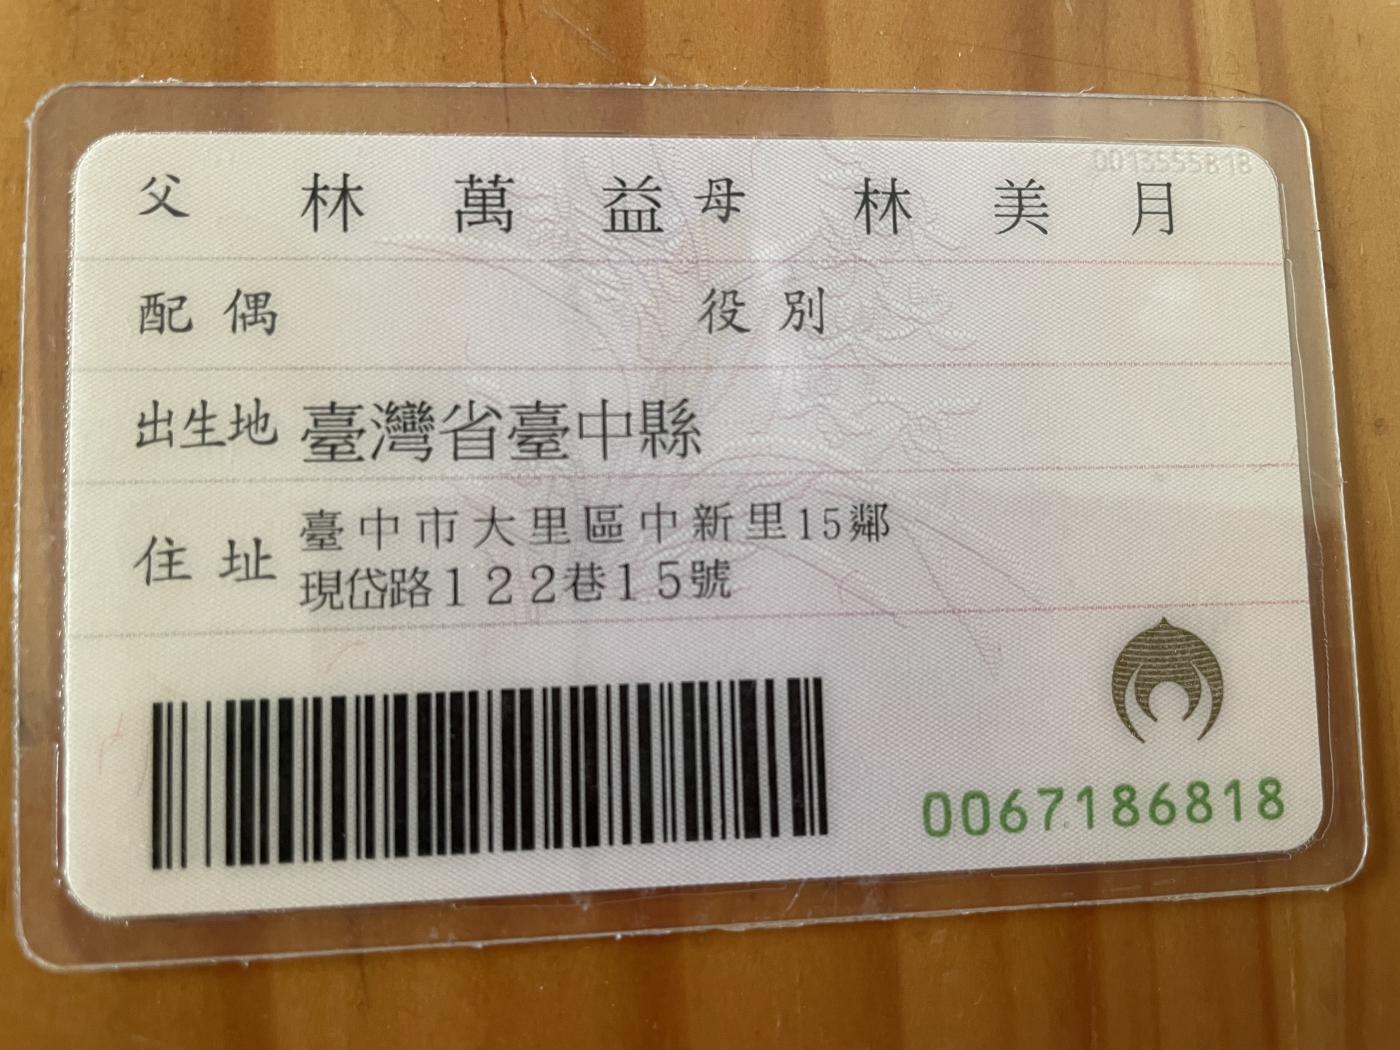 0013555818
父 林萬益 母 林美月
配偶 役別
出生地 臺灣省臺中縣
住址 臺中市大里區中新里15鄰
現岱路122巷15號
0067186818